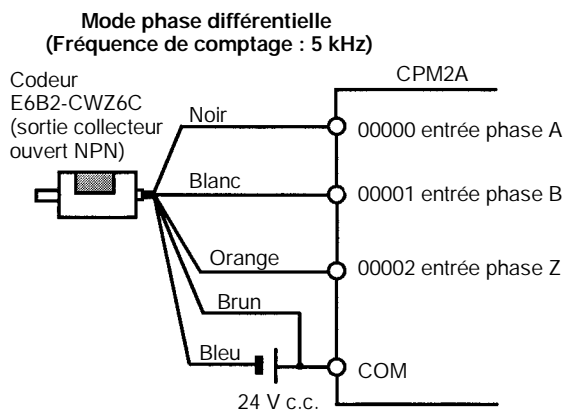 Mode phase différentielle
(Fréquence de comptage : 5 kHz)
Codeur
E6B2-CWZ6C
(sortie collecteur
ouvert NPN)
CPM2A
Noir
00000 entrée phase A
Blanc
00001 entrée phase B
Orange
00002 entrée phase Z
Brun
Bleu
COM
24 V c.c.